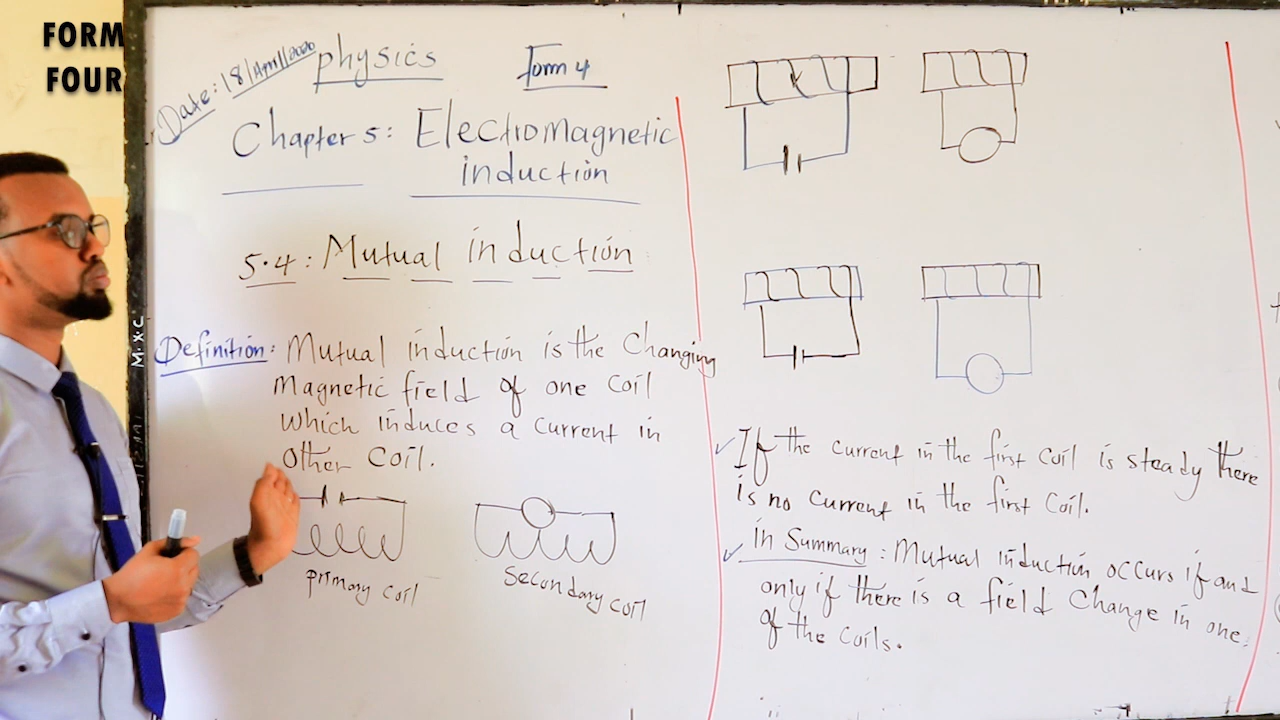 FORM
FOUR
Date: 18/April/2020
physics
Form 4
Chapter 5: Electromagnetic
induction
5.4: Mutual induction
Definition: Mutual induction is the Changing
Magnetic field of one coil
which induces a current in
other coil.
primary coil
Secondary coil
If the current in the first coil is steady there
is no current in the first coil.
in Summary: Mutual induction occurs if and
only if there is a field change in one
of the coils.
M.X.C